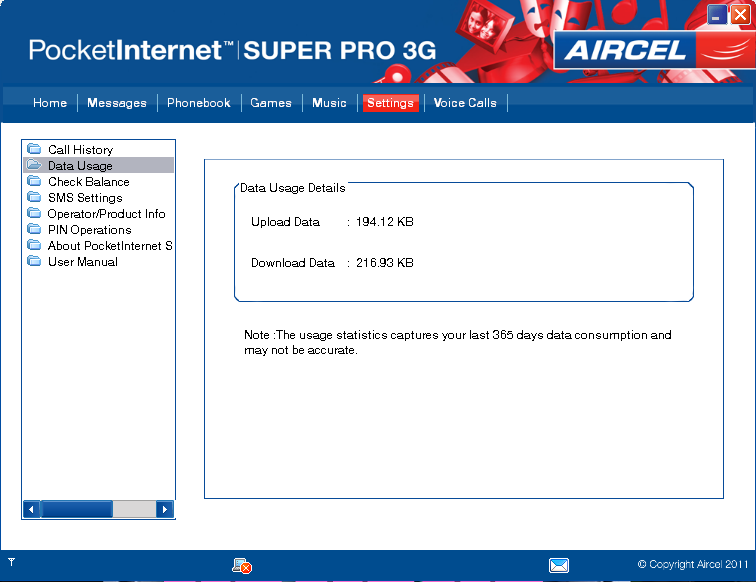 PocketInternet™ | SUPER PRO 3G
AIRCEL
Home Messages Phonebook Games Music Settings Voice Calls
Call History
Data Usage
Check Balance
SMS Settings
Operator/Product Info
PIN Operations
About PocketInternet S
User Manual
Data Usage Details
Upload Data : 194.12 KB
Download Data : 216.93 KB
Note :The usage statistics captures your last 365 days data consumption and
may not be accurate.
© Copyright Aircel 2011